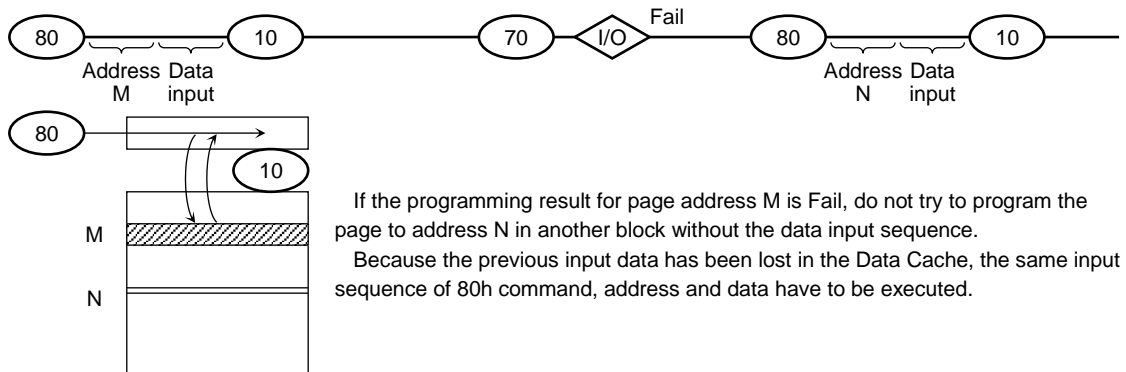 Fail
80 10 70 I/O 80 10
Address Data Address Data
M input N input
80
10
If the programming result for page address M is Fail, do not try to program the
M
page to address N in another block without the data input sequence.
Because the previous input data has been lost in the Data Cache, the same input
N
sequence of 80h command, address and data have to be executed.